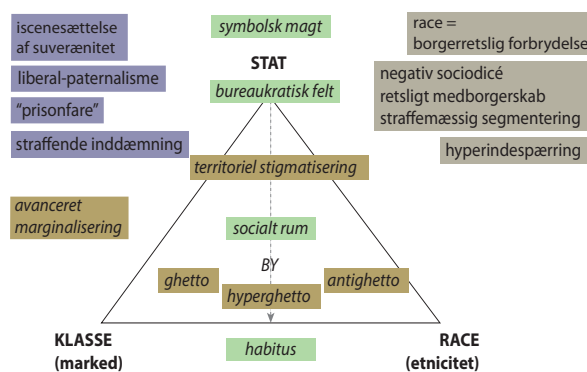 iscenesættelse
af suverænitet
liberal-paternalisme
“prisonfare”
straffende inddæmning
avanceret
marginalisering
symbolsk magt
STAT
bureaukratisk felt
territoriel stigmatisering
socialt rum
BY
ghetto
hyperghetto
antighetto
KLASSE
(marked)
habitus
RACE
(etnicitet)
race =
borgerretslig forbrydelse
negativ sociodicé
retsligt medborgerskab
straffemæssig segmentering
hyperindespærring